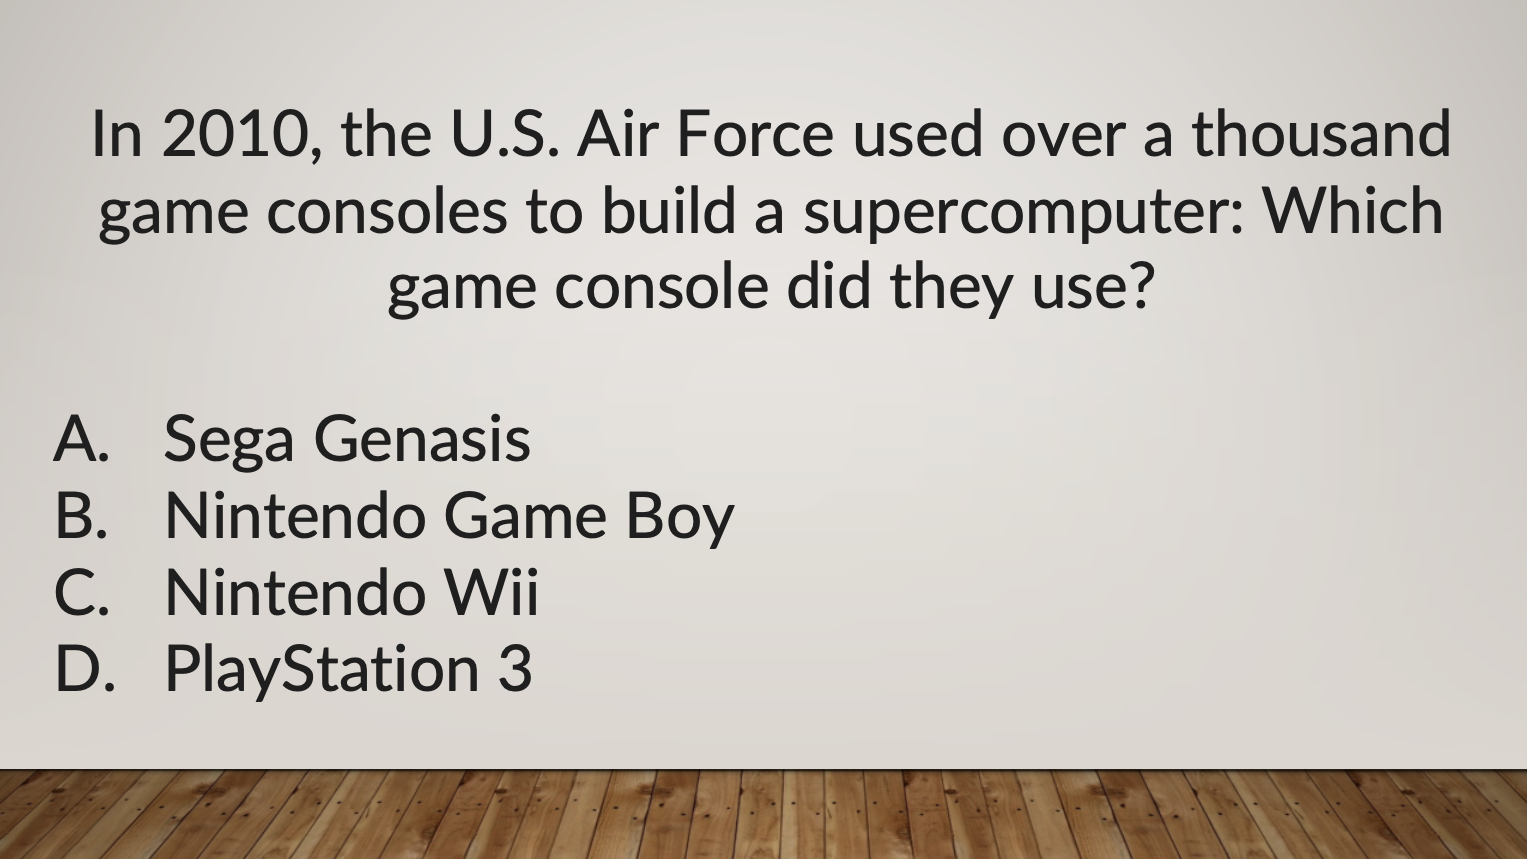 In 2010, the U.S. Air Force used over a thousand
game consoles to build a supercomputer: Which
game console did they use?
A. Sega Genasis
B. Nintendo Game Boy
C. Nintendo Wii
D. PlayStation 3